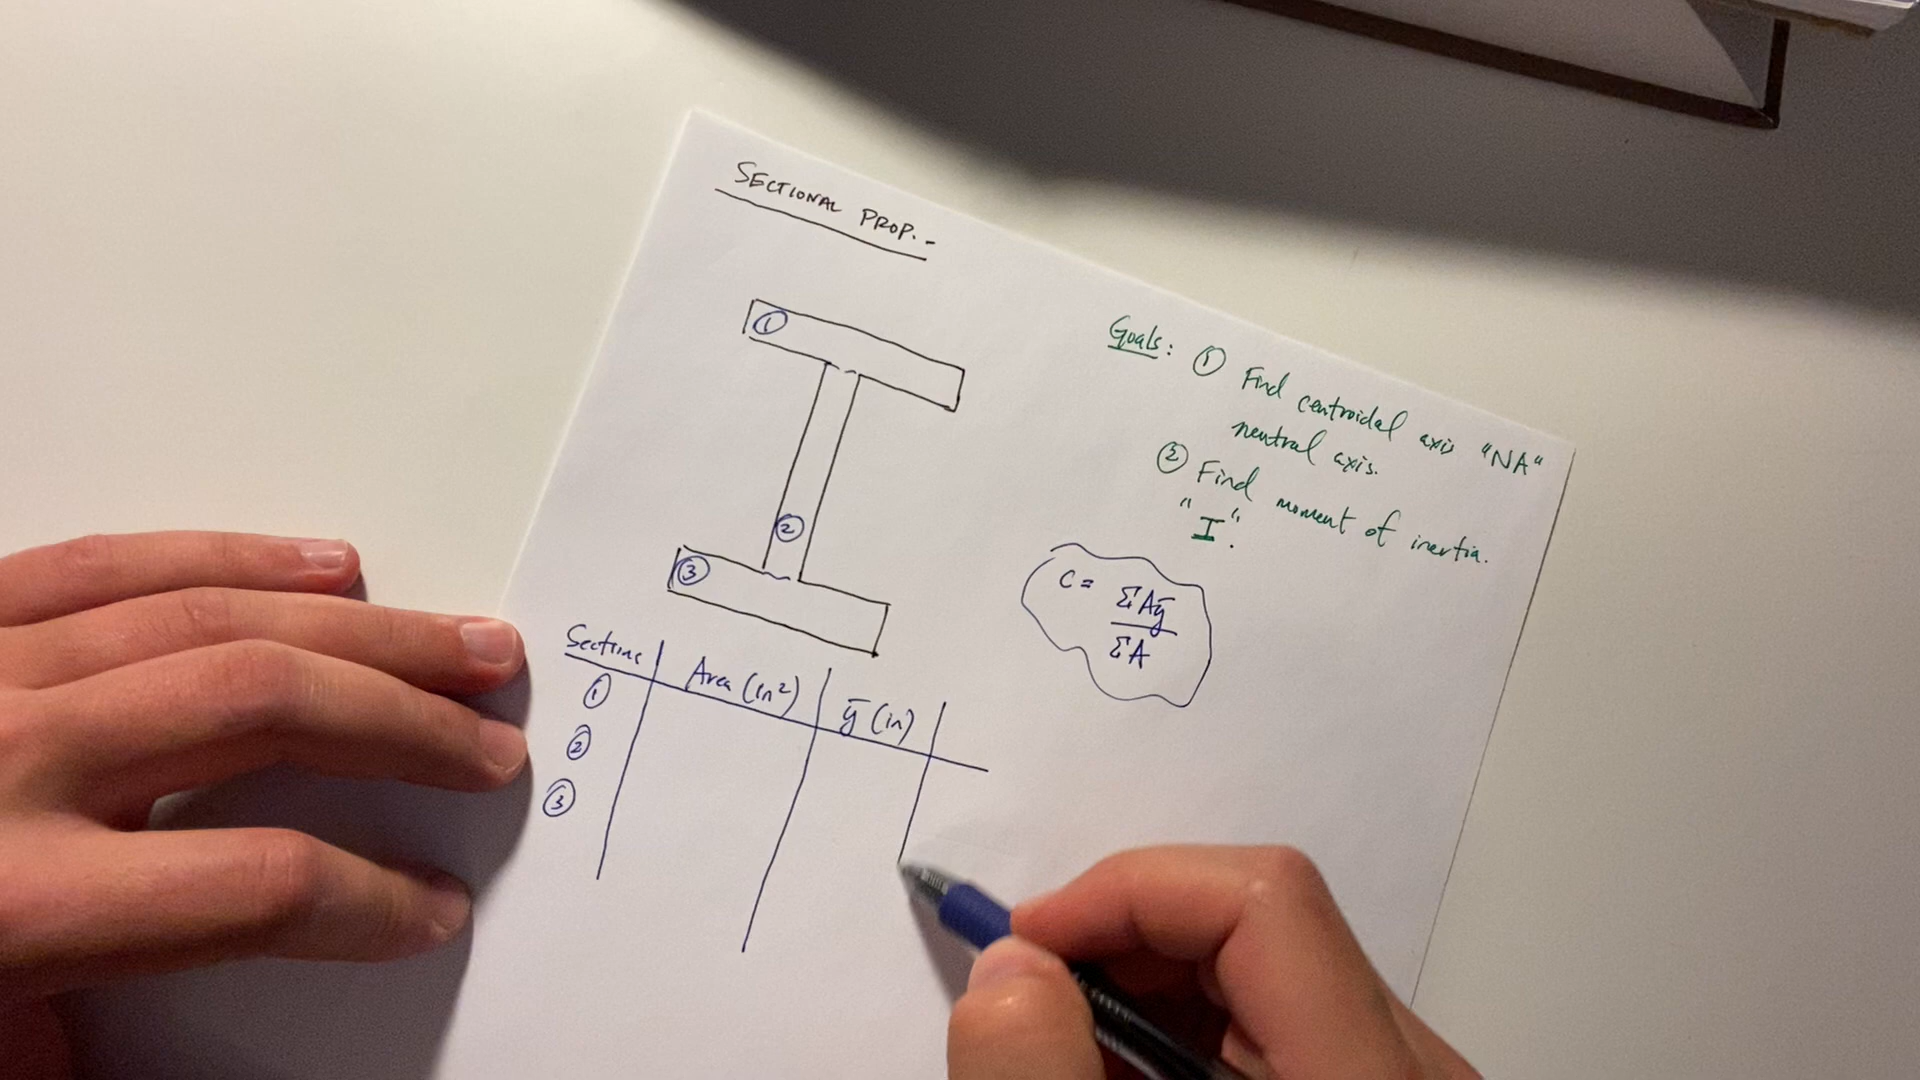 SECTIONAL PROP.-
①
②
③
Goals: ① Find centroidal axis "NA"
neutral axis.
② Find moment of inertia.
"I".
C = ΣAȳ
ΣA
Sections Area (in²) ȳ (in)
①
②
③